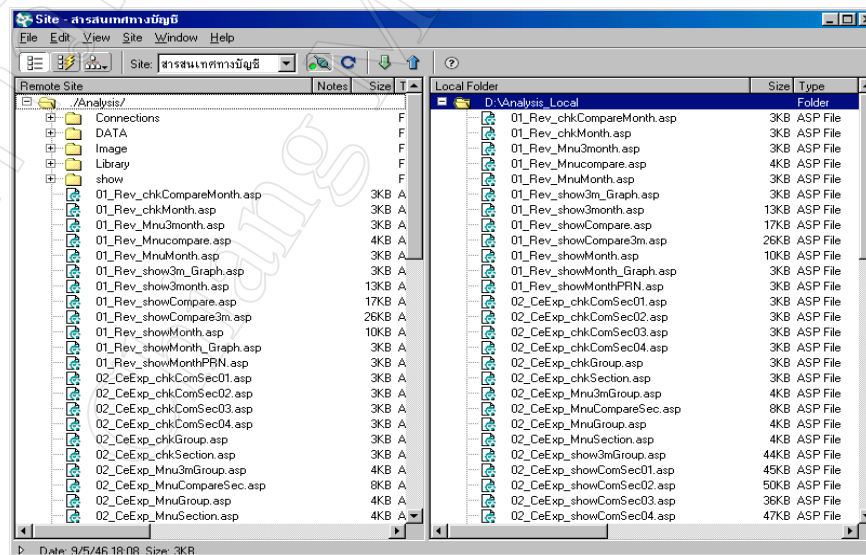 Site - สารสนเทศทางบัญชี
File Edit View Site Window Help
Site: สารสนเทศทางบัญชี
Remote Site Notes Size T
./Analysis/
Connections F
DATA F
Image F
Library F
show F
01_Rev_chkCompareMonth.asp 3KB A
01_Rev_chkMonth.asp 3KB A
01_Rev_Mnu3month.asp 3KB A
01_Rev_Mnucompare.asp 4KB A
01_Rev_MnuMonth.asp 3KB A
01_Rev_show3m_Graph.asp 3KB A
01_Rev_show3month.asp 13KB A
01_Rev_showCompare.asp 17KB A
01_Rev_showCompare3m.asp 26KB A
01_Rev_showMonth.asp 10KB A
01_Rev_showMonth_Graph.asp 3KB A
01_Rev_showMonthPRN.asp 3KB A
02_CeExp_chkComSec01.asp 3KB A
02_CeExp_chkComSec02.asp 3KB A
02_CeExp_chkComSec03.asp 3KB A
02_CeExp_chkComSec04.asp 3KB A
02_CeExp_chkGroup.asp 3KB A
02_CeExp_chkSection.asp 3KB A
02_CeExp_Mnu3mGroup.asp 4KB A
02_CeExp_MnuCompareSec.asp 8KB A
02_CeExp_MnuGroup.asp 4KB A
02_CeExp_MnuSection.asp 4KB A
Local Folder Size Type
D:\Analysis_Local Folder
01_Rev_chkCompareMonth.asp 3KB ASP File
01_Rev_chkMonth.asp 3KB ASP File
01_Rev_Mnu3month.asp 3KB ASP File
01_Rev_Mnucompare.asp 4KB ASP File
01_Rev_MnuMonth.asp 3KB ASP File
01_Rev_show3m_Graph.asp 3KB ASP File
01_Rev_show3month.asp 13KB ASP File
01_Rev_showCompare.asp 17KB ASP File
01_Rev_showCompare3m.asp 26KB ASP File
01_Rev_showMonth.asp 10KB ASP File
01_Rev_showMonth_Graph.asp 3KB ASP File
01_Rev_showMonthPRN.asp 3KB ASP File
02_CeExp_chkComSec01.asp 3KB ASP File
02_CeExp_chkComSec02.asp 3KB ASP File
02_CeExp_chkComSec03.asp 3KB ASP File
02_CeExp_chkComSec04.asp 3KB ASP File
02_CeExp_chkGroup.asp 3KB ASP File
02_CeExp_chkSection.asp 3KB ASP File
02_CeExp_Mnu3mGroup.asp 4KB ASP File
02_CeExp_MnuCompareSec.asp 8KB ASP File
02_CeExp_MnuGroup.asp 4KB ASP File
02_CeExp_MnuSection.asp 4KB ASP File
02_CeExp_show3mGroup.asp 44KB ASP File
02_CeExp_showComSec01.asp 45KB ASP File
02_CeExp_showComSec02.asp 50KB ASP File
02_CeExp_showComSec03.asp 36KB ASP File
02_CeExp_showComSec04.asp 47KB ASP File
Date: 9/5/46 18:08 Size: 3KB